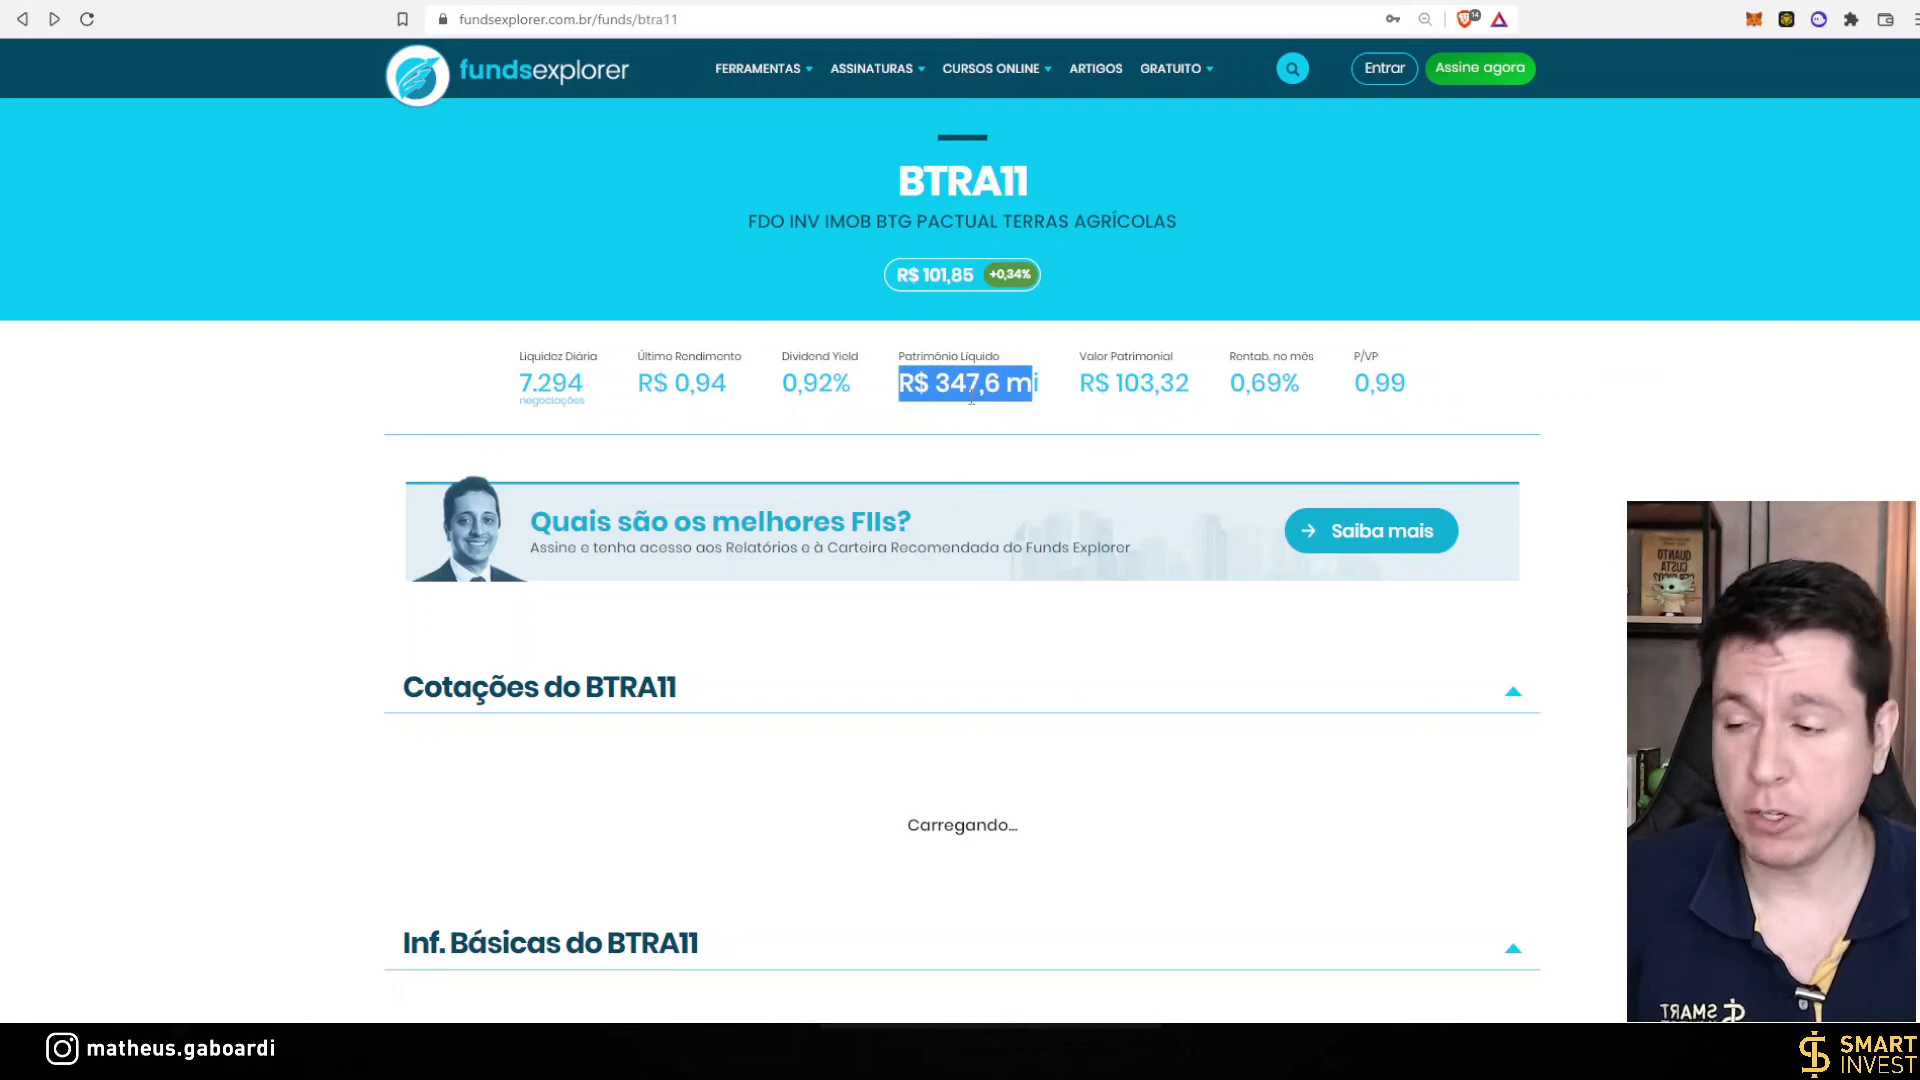 fundsexplorer.com.br/funds/btra11
14
fundsexplorer
FERRAMENTAS
ASSINATURAS
CURSOS ONLINE
ARTIGOS
GRATUITO
Entrar
Assine agora
BTRA11
FDO INV IMOB BTG PACTUAL TERRAS AGRÍCOLAS
R$ 101,85 +0,34%
Liquidez Diária
7.294
negociações
Último Rendimento
R$ 0,94
Dividend Yield
0,92%
Patrimônio Líquido
R$ 347,6 mi
Valor Patrimonial
R$ 103,32
Rentab. no mês
0,69%
P/VP
0,99
Quais são os melhores FIIs?
Assine e tenha acesso aos Relatórios e à Carteira Recomendada do Funds Explorer
Saiba mais
Cotações do BTRA11
Carregando...
Inf. Básicas do BTRA11
QUANTO
CUSTA
SMART
matheus.gaboardi
SMART
INVEST